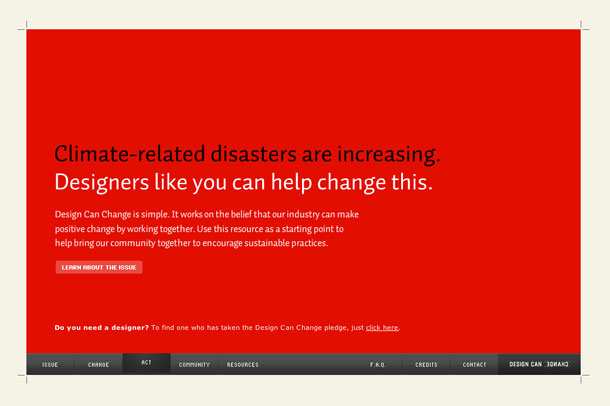 Climate-related disasters are increasing.
Designers like you can help change this.
Design Can Change is simple. It works on the belief that our industry can make
positive change by working together. Use this resource as a starting point to
help bring our community together to encourage sustainable practices.
LEARN ABOUT THE ISSUE
Do you need a designer? To find one who has taken the Design Can Change pledge, just click here.
ISSUE CHANGE ACT COMMUNITY RESOURCES F.A.Q. CREDITS CONTACT DESIGN CAN CHANGE